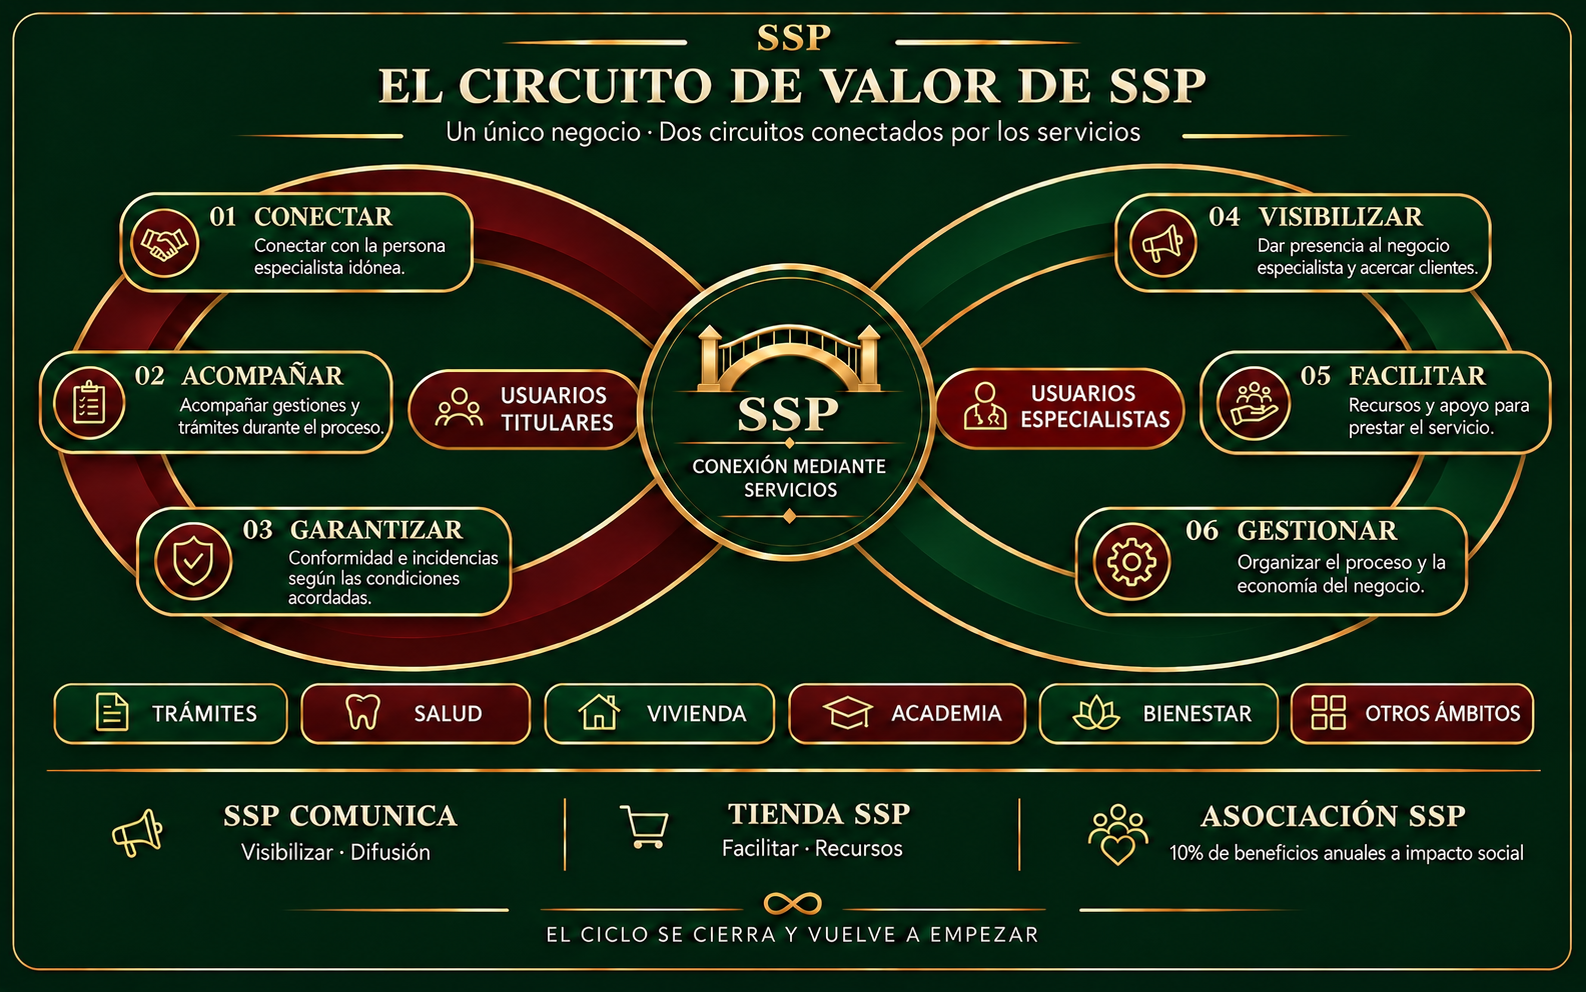 SSP
EL CIRCUITO DE VALOR DE SSP
Un único negocio · Dos circuitos conectados por los servicios
01 CONECTAR
Conectar con la persona
especialista idónea.
02 ACOMPAÑAR
Acompañar gestiones y
trámites durante el proceso.
03 GARANTIZAR
Conformidad e incidencias
según las condiciones
acordadas.
USUARIOS
TITULARES
SSP
CONEXIÓN MEDIANTE
SERVICIOS
USUARIOS
ESPECIALISTAS
04 VISIBILIZAR
Dar presencia al negocio
especialista y acercar clientes.
05 FACILITAR
Recursos y apoyo para
prestar el servicio.
06 GESTIONAR
Organizar el proceso y la
economía del negocio.
TRÁMITES
SALUD
VIVIENDA
ACADEMIA
BIENESTAR
OTROS ÁMBITOS
SSP COMUNICA
Visibilizar · Difusión
TIENDA SSP
Facilitar · Recursos
ASOCIACIÓN SSP
10% de beneficios anuales a impacto social
EL CICLO SE CIERRA Y VUELVE A EMPEZAR